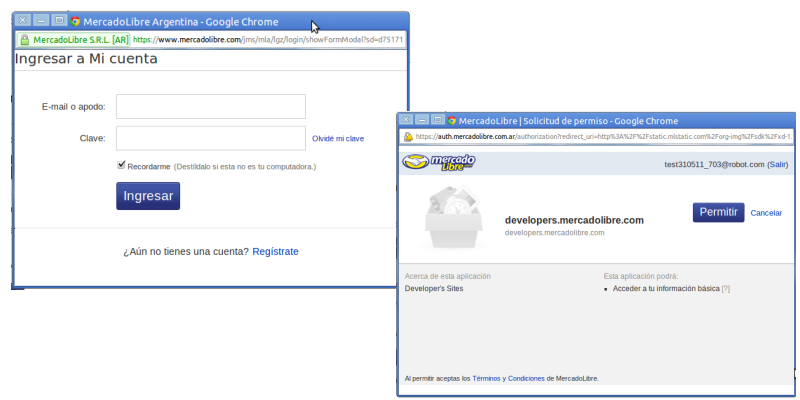 MercadoLibre Argentina - Google Chrome
MercadoLibre S.R.L. [AR] https://www.mercadolibre.com/jms/mla/lgz/login/showFormModal?sd=d75171
Ingresar a Mi cuenta
E-mail o apodo:
Clave:
Olvidé mi clave
Recordarme (Destíldalo si esta no es tu computadora.)
Ingresar
¿Aún no tienes una cuenta? Regístrate
MercadoLibre | Solicitud de permiso - Google Chrome
https://auth.mercadolibre.com.ar/authorization?redirect_uri=http%3A%2F%2Fstatic.mlstatic.com%2Forg-img%2Fsdk%2Fxd-1.
mercado
libre
test310511_703@robot.com (Salir)
developers.mercadolibre.com
developers.mercadolibre.com
Permitir
Cancelar
Acerca de esta aplicación
Developer's Sites
Esta aplicación podrá:
Acceder a tu información básica [?]
Al permitir aceptas los Términos y Condiciones de MercadoLibre.